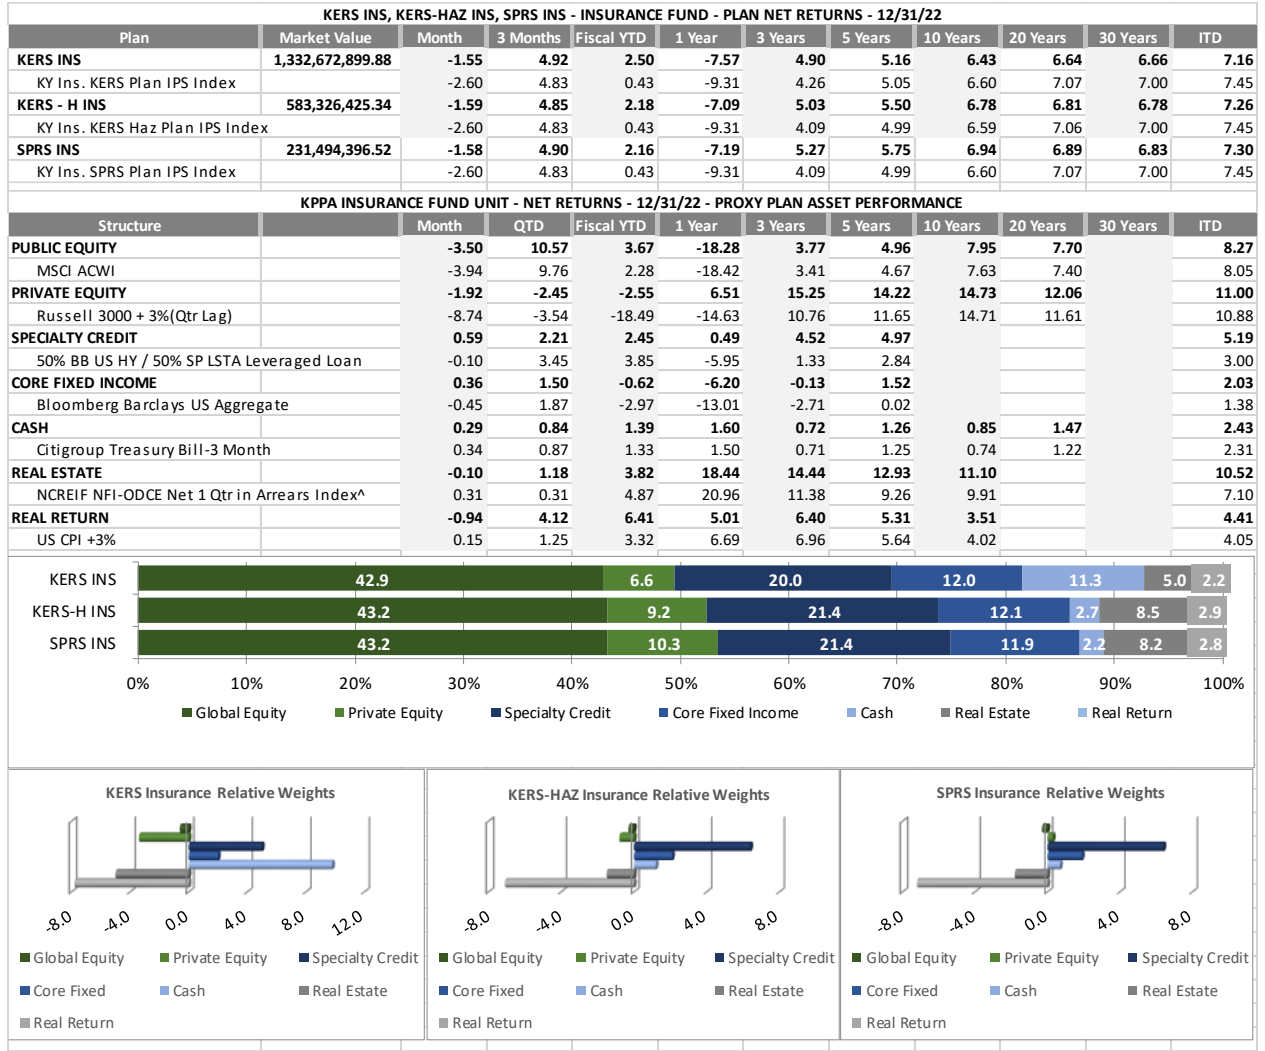 KERS INS, KERS-HAZ INS, SPRS INS - INSURANCE FUND - PLAN NET RETURNS - 12/31/22
Plan Market Value Month 3 Months Fiscal YTD 1 Year 3 Years 5 Years 10 Years 20 Years 30 Years ITD
KERS INS 1,332,672,899.88 -1.55 4.92 2.50 -7.57 4.90 5.16 6.43 6.64 6.66 7.16
KY Ins. KERS Plan IPS Index -2.60 4.83 0.43 -9.31 4.26 5.05 6.60 7.07 7.00 7.45
KERS - H INS 583,326,425.34 -1.59 4.85 2.18 -7.09 5.03 5.50 6.78 6.81 6.78 7.26
KY Ins. KERS Haz Plan IPS Index -2.60 4.83 0.43 -9.31 4.09 4.99 6.59 7.06 7.00 7.45
SPRS INS 231,494,396.52 -1.58 4.90 2.16 -7.19 5.27 5.75 6.94 6.89 6.83 7.30
KY Ins. SPRS Plan IPS Index -2.60 4.83 0.43 -9.31 4.09 4.99 6.60 7.07 7.00 7.45
KPPA INSURANCE FUND UNIT - NET RETURNS - 12/31/22 - PROXY PLAN ASSET PERFORMANCE
Structure Month QTD Fiscal YTD 1 Year 3 Years 5 Years 10 Years 20 Years 30 Years ITD
PUBLIC EQUITY -3.50 10.57 3.67 -18.28 3.77 4.96 7.95 7.70 8.27
MSCI ACWI -3.94 9.76 2.28 -18.42 3.41 4.67 7.63 7.40 8.05
PRIVATE EQUITY -1.92 -2.45 -2.55 6.51 15.25 14.22 14.73 12.06 11.00
Russell 3000 + 3%(Qtr Lag) -8.74 -3.54 -18.49 -14.63 10.76 11.65 14.71 11.61 10.88
SPECIALTY CREDIT 0.59 2.21 2.45 0.49 4.52 4.97 5.19
50% BB US HY / 50% SP LSTA Leveraged Loan -0.10 3.45 3.85 -5.95 1.33 2.84 3.00
CORE FIXED INCOME 0.36 1.50 -0.62 -6.20 -0.13 1.52 2.03
Bloomberg Barclays US Aggregate -0.45 1.87 -2.97 -13.01 -2.71 0.02 1.38
CASH 0.29 0.84 1.39 1.60 0.72 1.26 0.85 1.47 2.43
Citigroup Treasury Bill-3 Month 0.34 0.87 1.33 1.50 0.71 1.25 0.74 1.22 2.31
REAL ESTATE -0.10 1.18 3.82 18.44 14.44 12.93 11.10 10.52
NCREIF NFI-ODCE Net 1 Qtr in Arrears Index^ 0.31 0.31 4.87 20.96 11.38 9.26 9.91 7.10
REAL RETURN -0.94 4.12 6.41 5.01 6.40 5.31 3.51 4.41
US CPI +3% 0.15 1.25 3.32 6.69 6.96 5.64 4.02 4.05
KERS INS 42.9 6.6 20.0 12.0 11.3 5.0 2.2
KERS-H INS 43.2 9.2 21.4 12.1 2.7 8.5 2.9
SPRS INS 43.2 10.3 21.4 11.9 2.2 8.2 2.8
0% 10% 20% 30% 40% 50% 60% 70% 80% 90% 100%
Global Equity Private Equity Specialty Credit Core Fixed Income Cash Real Estate Real Return
KERS Insurance Relative Weights
-8.0 -4.0 0.0 4.0 8.0 12.0
Global Equity Private Equity Specialty Credit
Core Fixed Cash Real Estate
Real Return
KERS-HAZ Insurance Relative Weights
-8.0 -4.0 0.0 4.0 8.0
Global Equity Private Equity Specialty Credit
Core Fixed Cash Real Estate
Real Return
SPRS Insurance Relative Weights
-8.0 -4.0 0.0 4.0 8.0
Global Equity Private Equity Specialty Credit
Core Fixed Cash Real Estate
Real Return